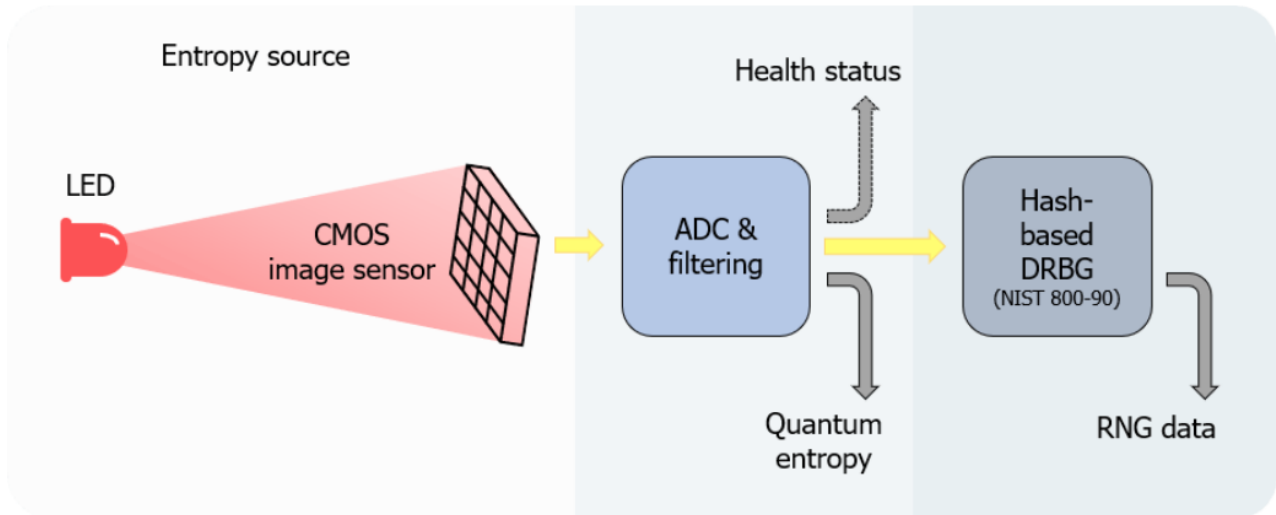 Entropy source
LED
CMOS
image sensor
Health status
ADC &
filtering
Quantum
entropy
Hash-
based
DRBG
(NIST 800-90)
RNG data